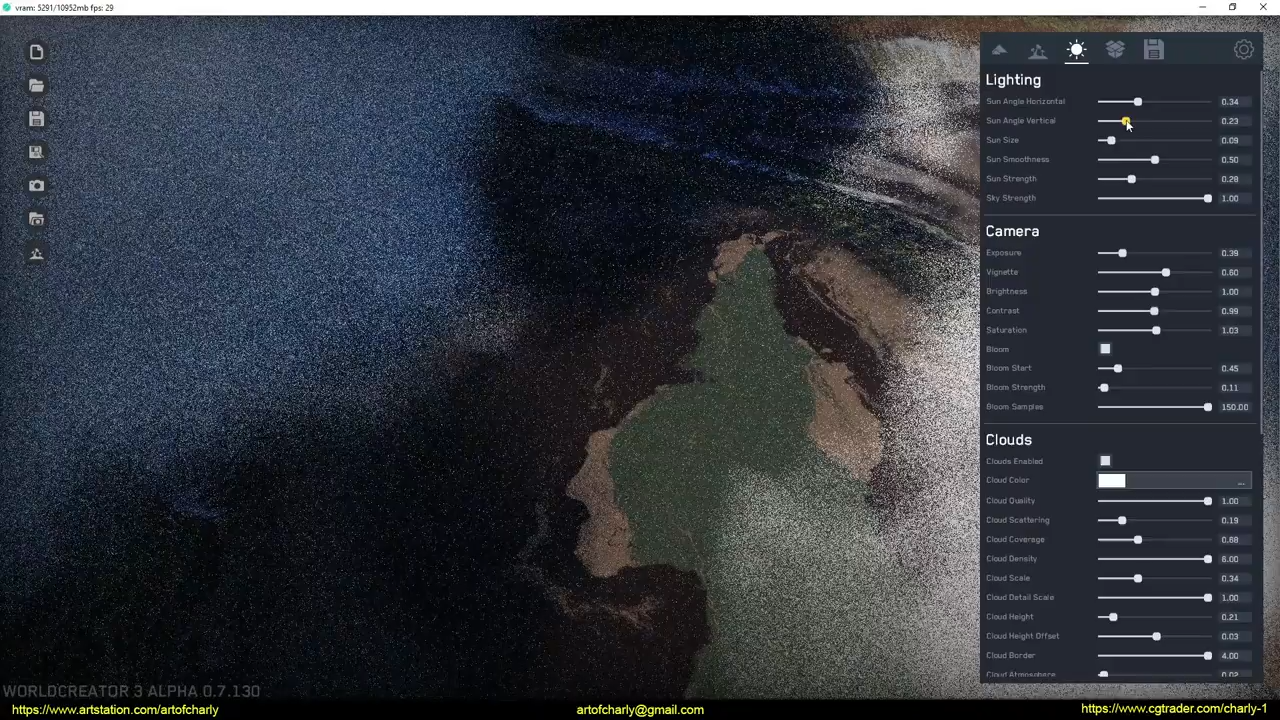 vram: 5291/10952mb fps: 29
Lighting
Sun Angle Horizontal 0.34
Sun Angle Vertical 0.23
Sun Size 0.09
Sun Smoothness 0.50
Sun Strength 0.28
Sky Strength 1.00
Camera
Exposure 0.39
Vignette 0.60
Brightness 1.00
Contrast 0.99
Saturation 1.03
Bloom
Bloom Start 0.45
Bloom Strength 0.11
Bloom Samples 150.00
Clouds
Clouds Enabled
Cloud Color ...
Cloud Quality 1.00
Cloud Scattering 0.19
Cloud Coverage 0.68
Cloud Density 6.00
Cloud Scale 0.34
Cloud Detail Scale 1.00
Cloud Height 0.21
Cloud Height Offset 0.03
Cloud Border 4.00
Cloud Atmosphere 0.02
WORLDCREATOR 3 ALPHA 0.7.130
https://www.artstation.com/artofcharly
artofcharly@gmail.com
https://www.cgtrader.com/charly-1